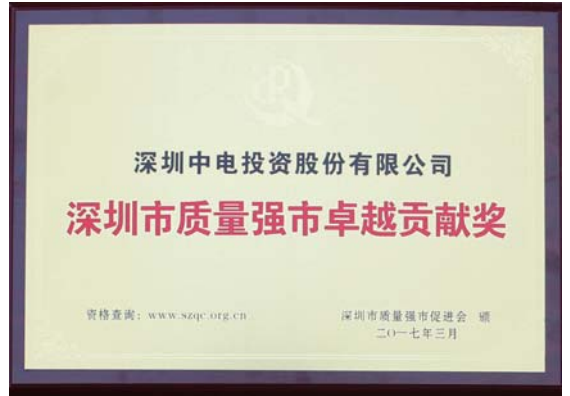 深圳中电投资股份有限公司
深圳市质量强市卓越贡献奖
资格查询：www.szqc.org.cn
深圳市质量强市促进会 颁
二〇一七年三月